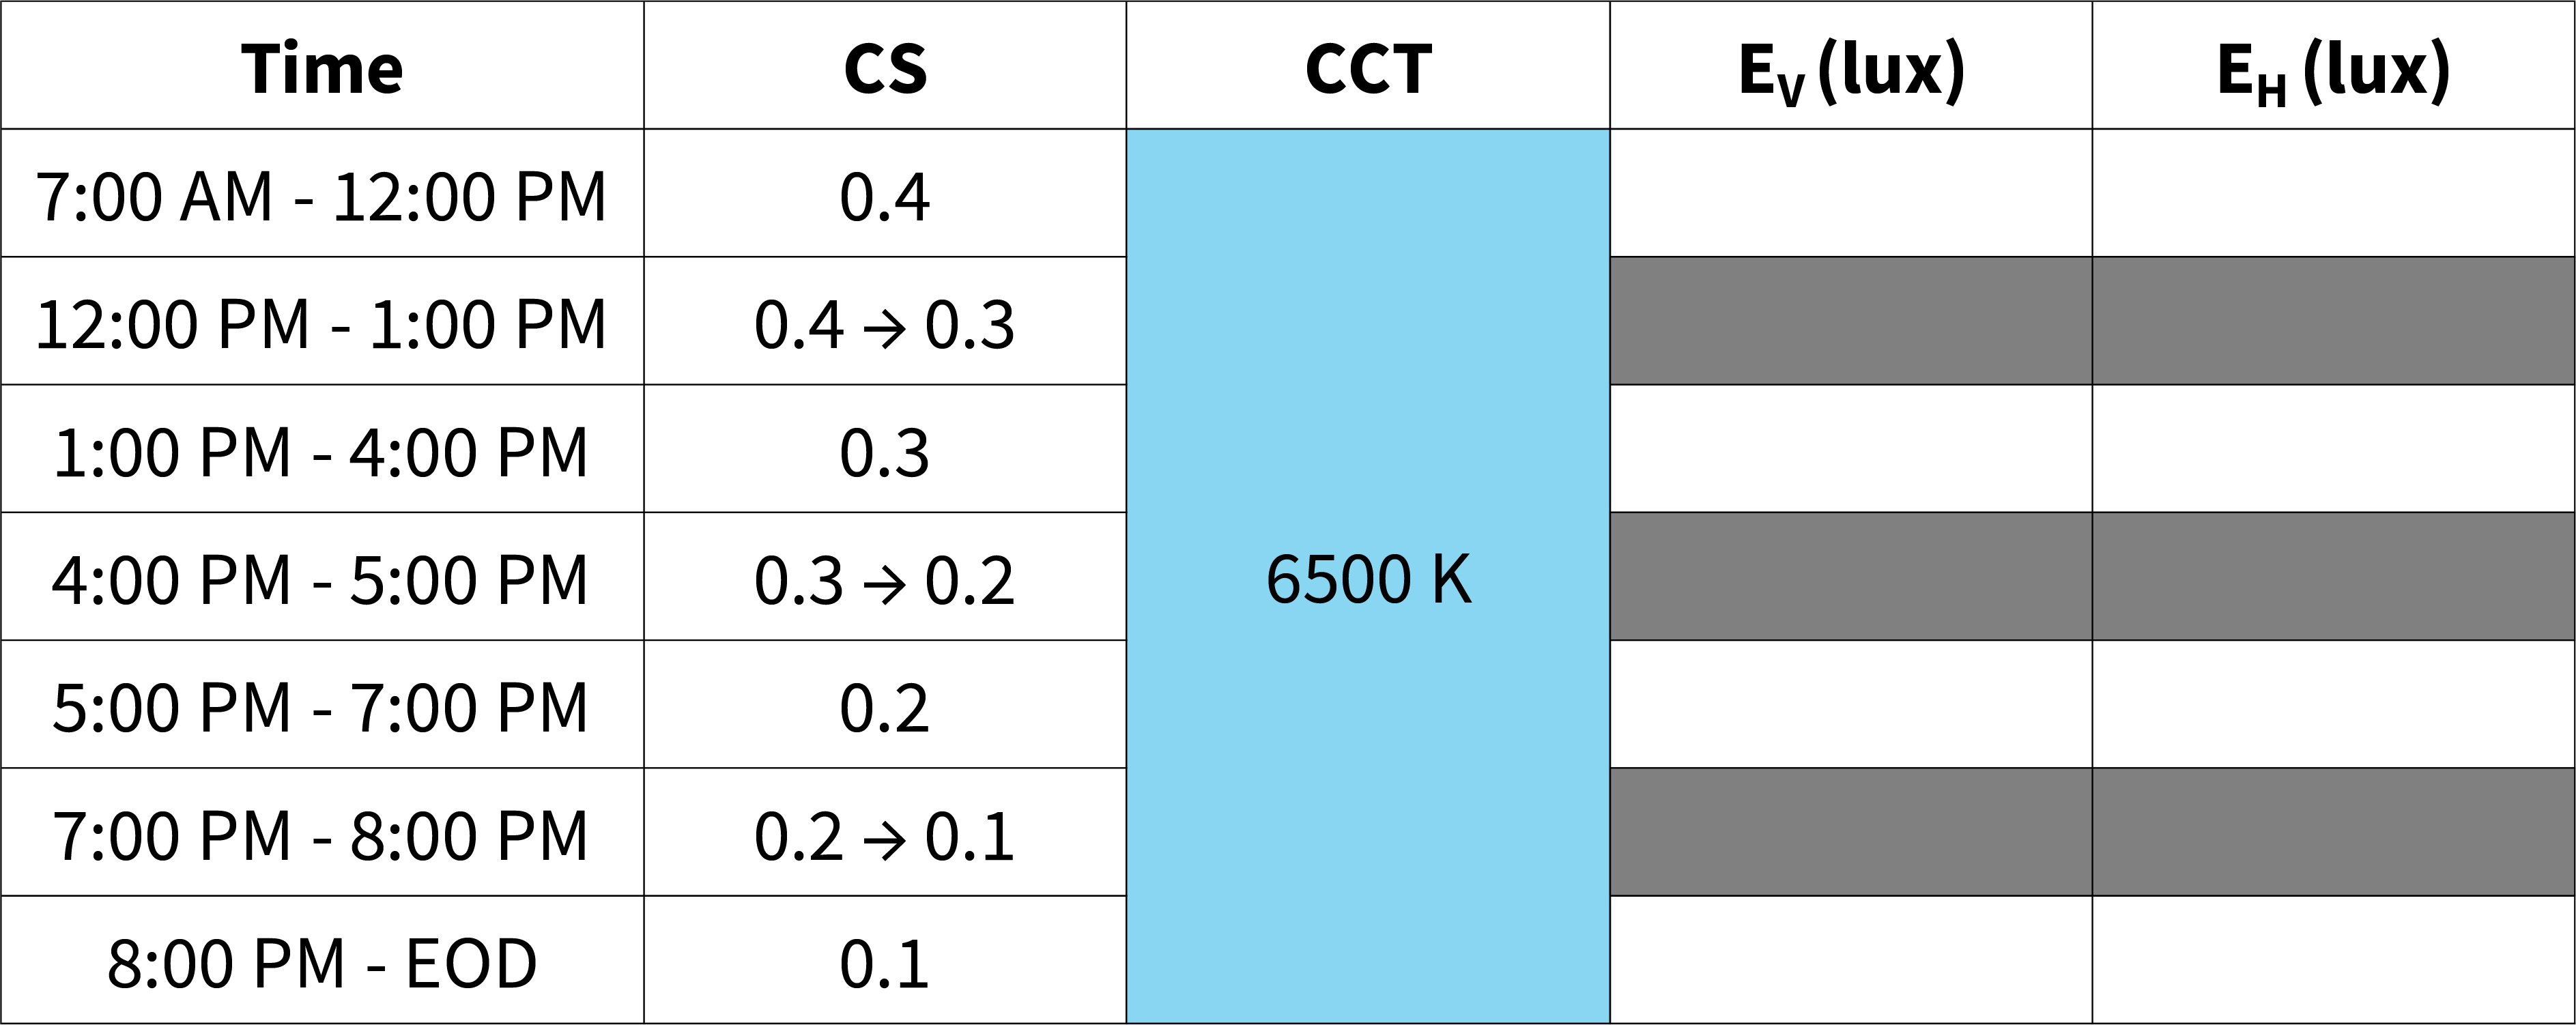 Time CS CCT EV (lux) EH (lux)
7:00 AM - 12:00 PM 0.4
12:00 PM - 1:00 PM 0.4 → 0.3
1:00 PM - 4:00 PM 0.3
4:00 PM - 5:00 PM 0.3 → 0.2 6500 K
5:00 PM - 7:00 PM 0.2
7:00 PM - 8:00 PM 0.2 → 0.1
8:00 PM - EOD 0.1